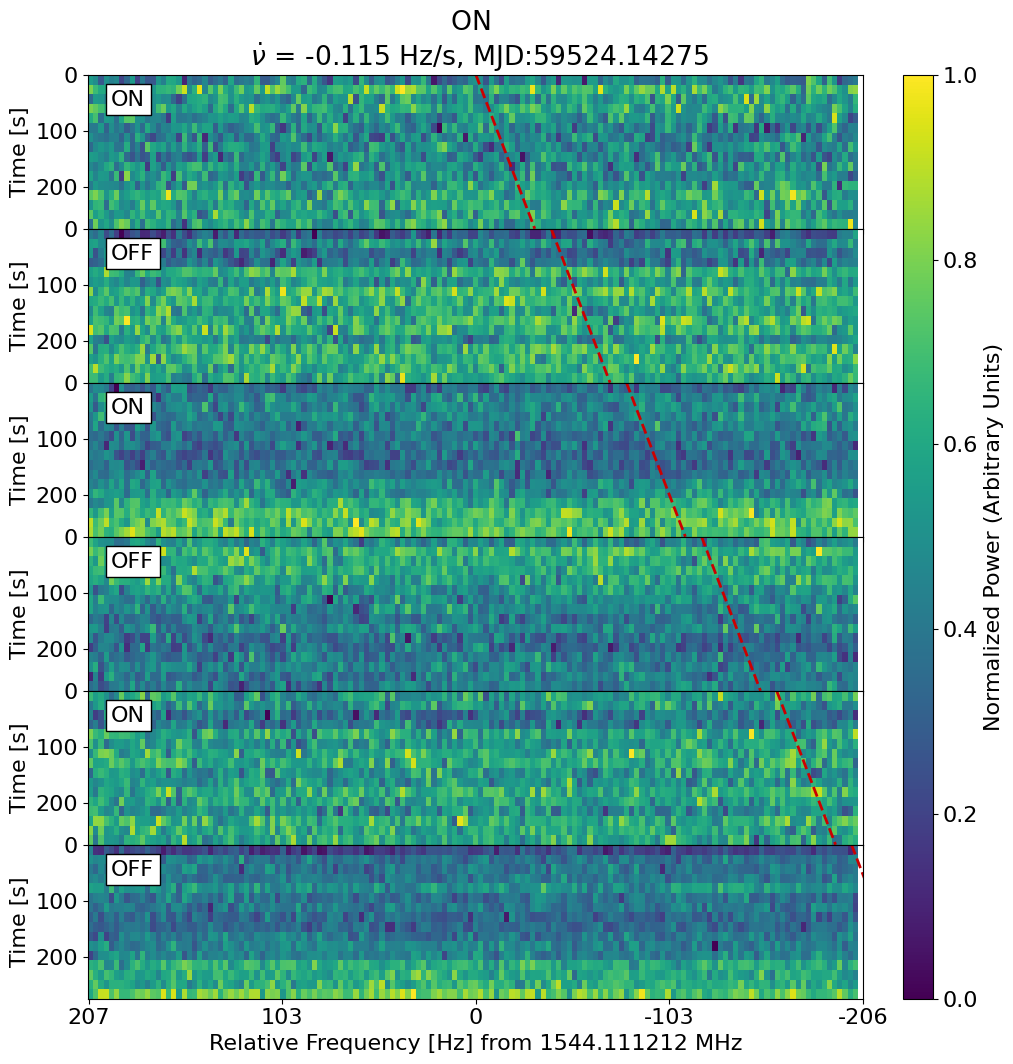 ON
ν̇ = -0.115 Hz/s, MJD:59524.14275
0
100
200
Time [s]
ON
0
100
200
Time [s]
OFF
0
100
200
Time [s]
ON
0
100
200
Time [s]
OFF
0
100
200
Time [s]
ON
0
100
200
Time [s]
OFF
207 103 0 -103 -206
Relative Frequency [Hz] from 1544.111212 MHz
1.0
0.8
0.6
0.4
0.2
0.0
Normalized Power (Arbitrary Units)